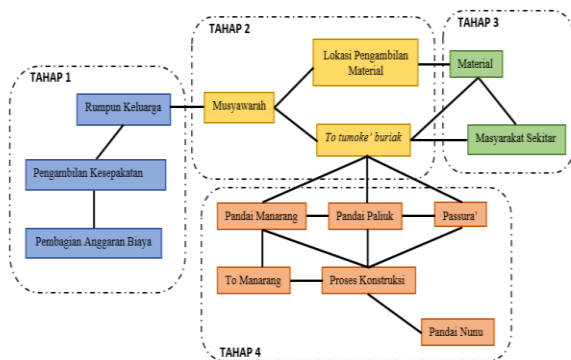 TAHAP 1
Rumpun Keluarga
Pengambilan Kesepakatan
Pembagian Anggaran Biaya
TAHAP 2
Musyawarah
Lokasi Pengambilan
Material
To tumoke' buriak
TAHAP 3
Material
Masyarakat Sekitar
Pandai Manarang
Pandai Paliuk
Passura'
To Manarang
Proses Konstruksi
Pandai Nunu
TAHAP 4